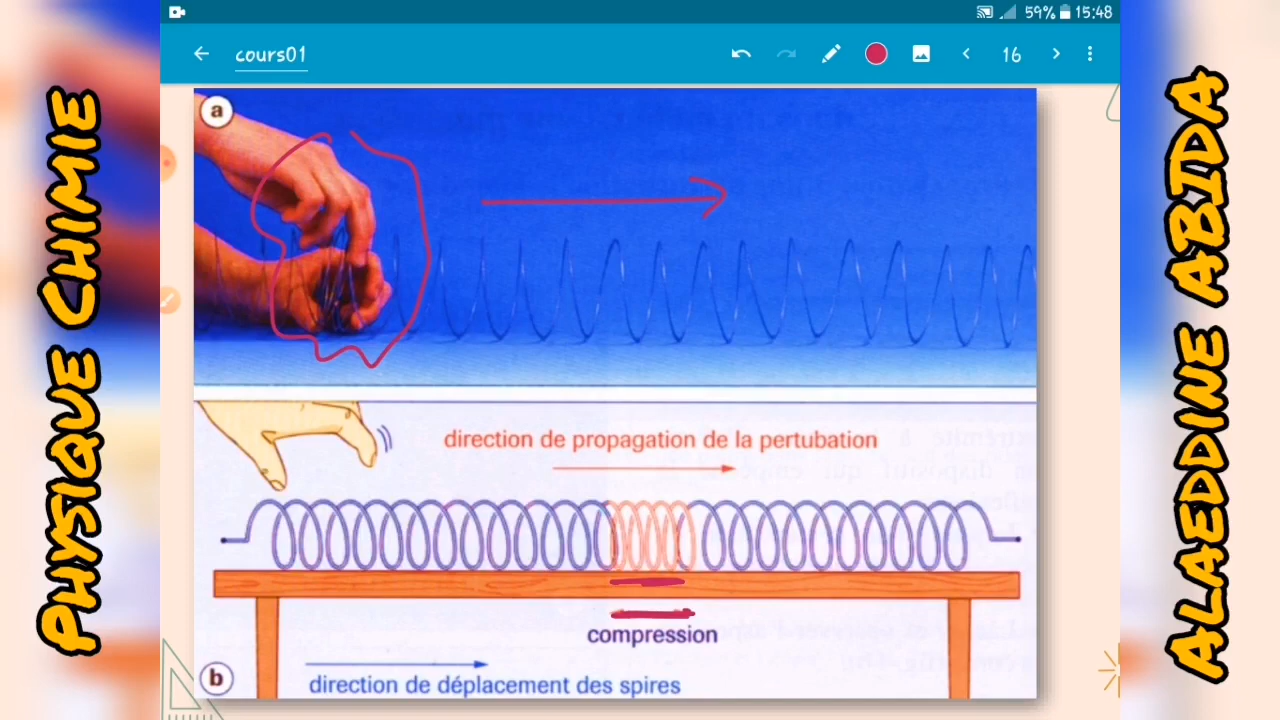 59% 15:48
cours01
16
a
PHYSIQUE CHIMIE
ALAEDDINE ABIDA
direction de propagation de la pertubation
compression
direction de déplacement des spires
b